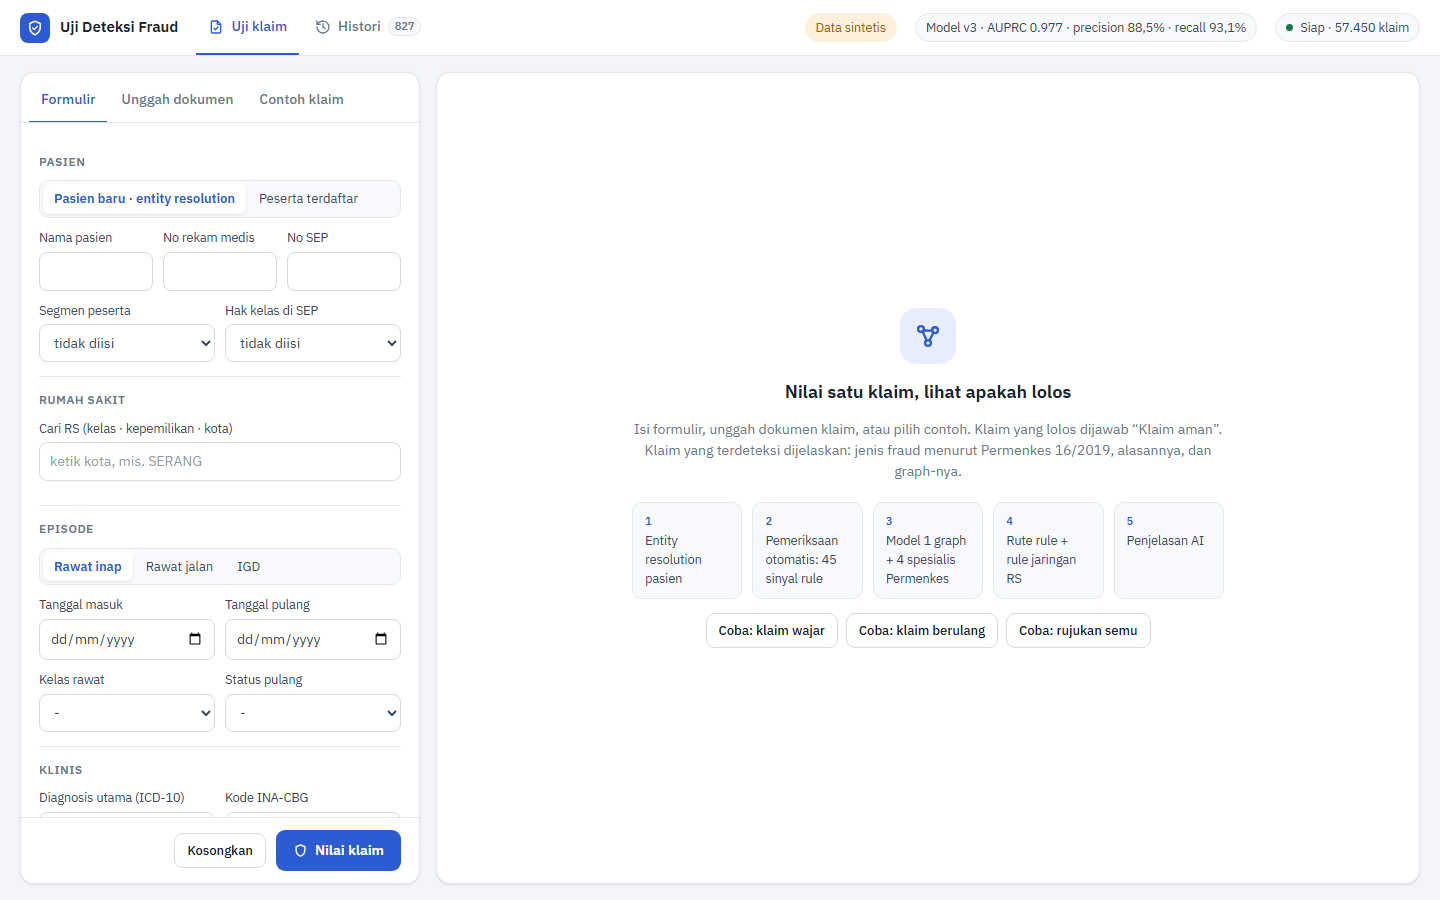 Uji Deteksi Fraud
Uji klaim
Histori 827
Data sintetis
Model v3 · AUPRC 0.977 · precision 88,5% · recall 93,1%
Siap · 57.450 klaim
Formulir
Unggah dokumen
Contoh klaim
PASIEN
Pasien baru · entity resolution
Peserta terdaftar
Nama pasien
No rekam medis
No SEP
Segmen peserta
Hak kelas di SEP
tidak diisi
tidak diisi
RUMAH SAKIT
Cari RS (kelas · kepemilikan · kota)
ketik kota, mis. SERANG
EPISODE
Rawat inap
Rawat jalan
IGD
Tanggal masuk
Tanggal pulang
dd/mm/yyyy
dd/mm/yyyy
Kelas rawat
Status pulang
-
-
KLINIS
Diagnosis utama (ICD-10)
Kode INA-CBG
Kosongkan
Nilai klaim
Nilai satu klaim, lihat apakah lolos
Isi formulir, unggah dokumen klaim, atau pilih contoh. Klaim yang lolos dijawab “Klaim aman”.
Klaim yang terdeteksi dijelaskan: jenis fraud menurut Permenkes 16/2019, alasannya, dan
graph-nya.
1
Entity
resolution
pasien
2
Pemeriksaan
otomatis: 45
sinyal rule
3
Model 1 graph
+ 4 spesialis
Permenkes
4
Rute rule +
rule jaringan
RS
5
Penjelasan AI
Coba: klaim wajar
Coba: klaim berulang
Coba: rujukan semu